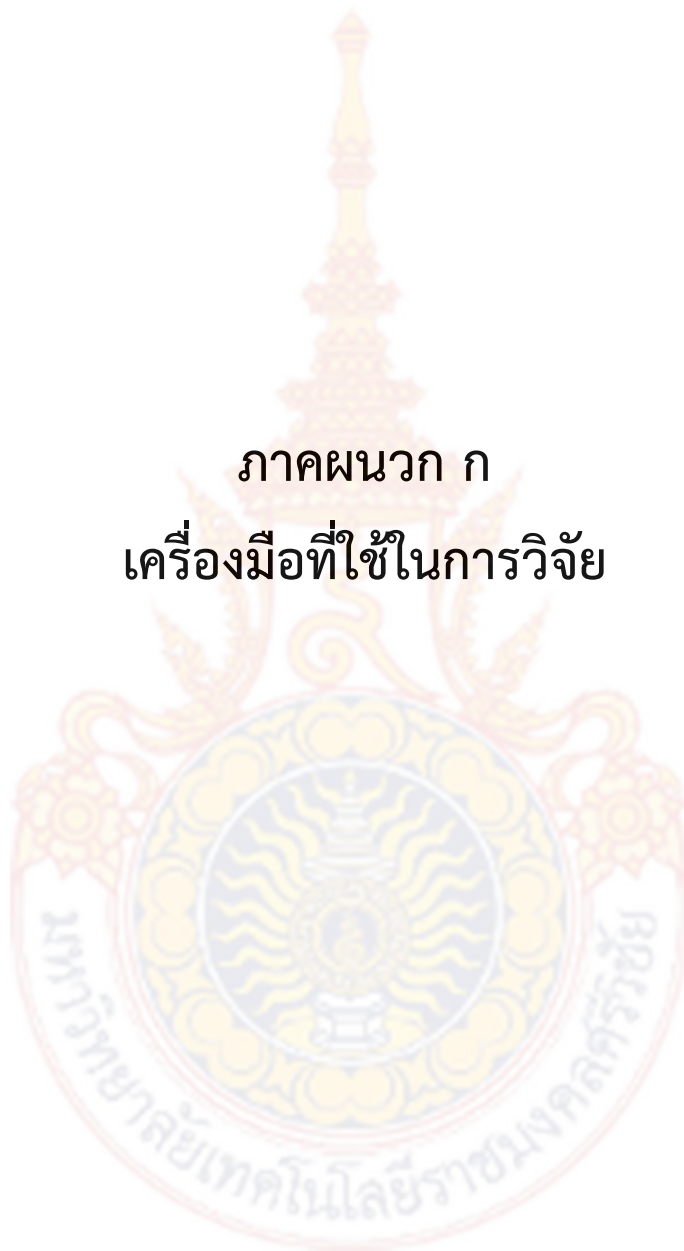 ภาคผนวก ก
เครื่องมือที่ใช้ในการวิจัย
มหาวิทยาลัยเทคโนโลยีราชมงคลศรีวิชัย